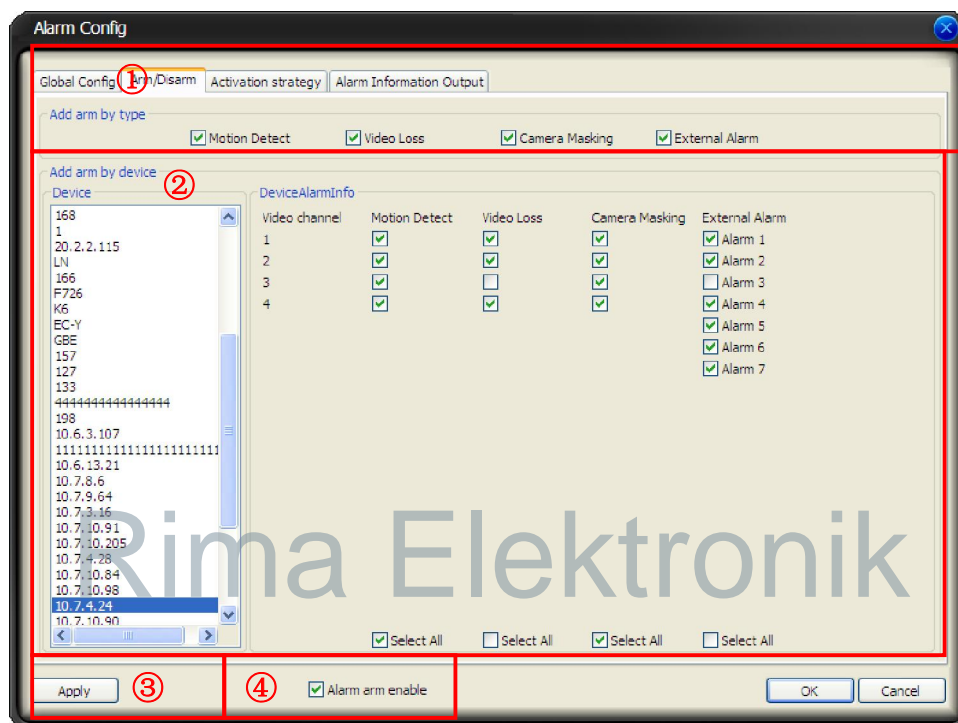 Alarm Config
Global Config Arm/Disarm Activation strategy Alarm Information Output
①
Add arm by type
Motion Detect Video Loss Camera Masking External Alarm
Add arm by device
②
Device
168
1
20.2.2.115
LN
166
F726
K6
EC-Y
GBE
157
127
133
4444444444444444
198
10.6.3.107
10.6.13.21
10.7.8.6
10.7.9.64
10.7.3.16
10.7.10.91
10.7.10.205
10.7.4.28
10.7.10.84
10.7.10.98
10.7.4.24
10.7.10.90
DeviceAlarmInfo
Video channel Motion Detect Video Loss Camera Masking External Alarm
1 Alarm 1
2 Alarm 2
3 Alarm 3
4 Alarm 4
Alarm 5
Alarm 6
Alarm 7
Select All Select All Select All Select All
Rima Elektronik
Apply ③ ④ Alarm arm enable OK Cancel